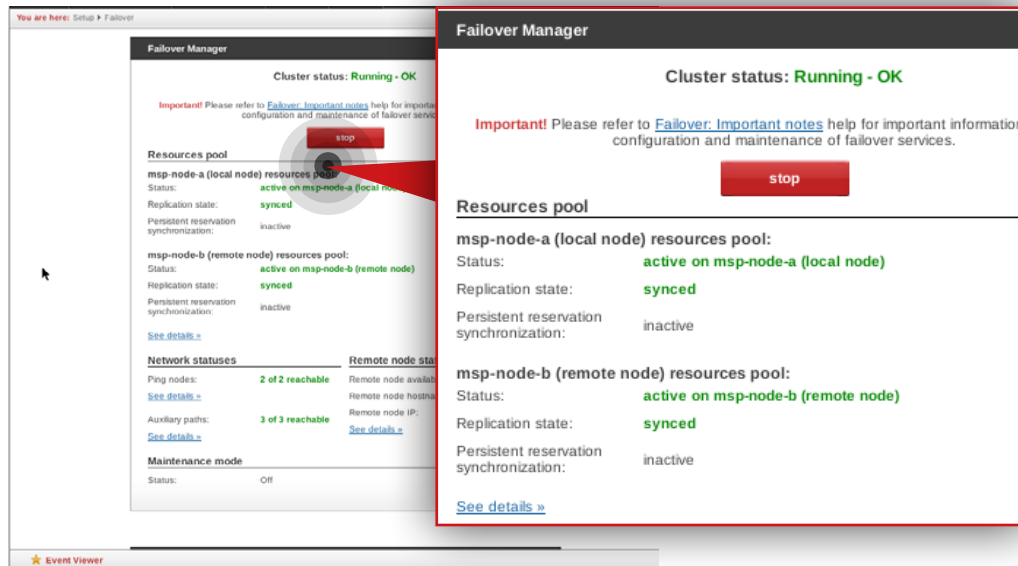 You are here: Setup Failover
Failover Manager
Cluster status: Running - OK
Important! Please refer to Failover: Important notes help for importa
configuration and maintenance of failover servic
stop
Resources pool
msp-node-a (local node) resources pool:
Status: active on msp-node-a (local node)
Replication state: synced
Persistent reservation
synchronization: inactive
msp-node-b (remote node) resources pool:
Status: active on msp-node-b (remote node)
Replication state: synced
Persistent reservation
synchronization: inactive
See details »
Network statuses Remote node sta
Ping nodes: 2 of 2 reachable Remote node availab
See details » Remote node hostna
Auxiliary paths: 3 of 3 reachable Remote node IP:
See details » See details »
Maintenance mode
Status: Off
Event Viewer
Failover Manager
Cluster status: Running - OK
Important! Please refer to Failover: Important notes help for important information
configuration and maintenance of failover services.
stop
Resources pool
msp-node-a (local node) resources pool:
Status: active on msp-node-a (local node)
Replication state: synced
Persistent reservation
synchronization: inactive
msp-node-b (remote node) resources pool:
Status: active on msp-node-b (remote node)
Replication state: synced
Persistent reservation
synchronization: inactive
See details »